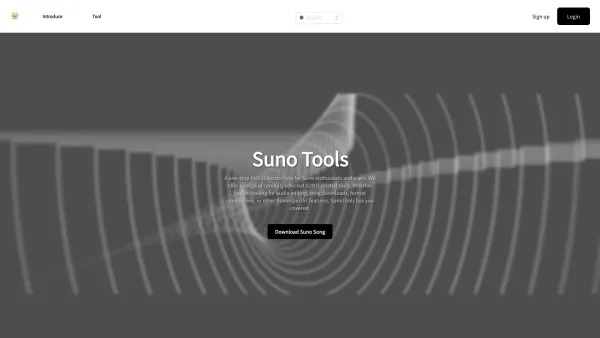 Introduce
Tool
English
Sign up
Login
Suno Tools
A one-stop tool collection site for Suno enthusiasts and users. We
offer a range of carefully selected SUNO-related tools. Whether
you're looking for audio editing, song downloads, format
conversions, or other Suno-specific features, SunoTools has you
covered.
Download Suno Song